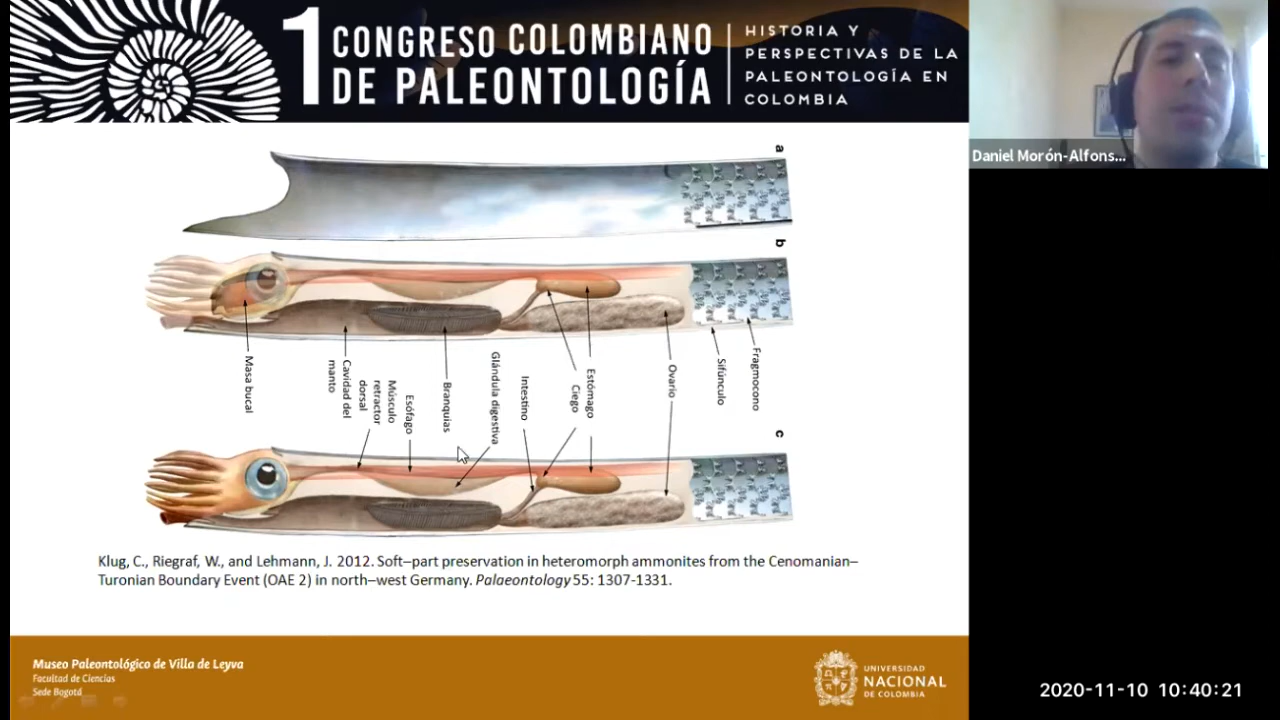 1 CONGRESO COLOMBIANO
DE PALEONTOLOGÍA
HISTORIA Y
PERSPECTIVAS DE LA
PALEONTOLOGÍA EN
COLOMBIA
Daniel Morón-Alfons...
a
b
Masa bucal
Cavidad del
manto
Músculo
retractor
dorsal
Esófago
Branquias
Glándula digestiva
Intestino
Ciego
Estómago
Ovario
Sifúnculo
Fragmocono
c
Klug, C., Riegraf, W., and Lehmann, J. 2012. Soft–part preservation in heteromorph ammonites from the Cenomanian–
Turonian Boundary Event (OAE 2) in north–west Germany. Palaeontology 55: 1307-1331.
Museo Paleontológico de Villa de Leyva
Facultad de Ciencias
Sede Bogotá
UNIVERSIDAD
NACIONAL
DE COLOMBIA
2020-11-10 10:40:21